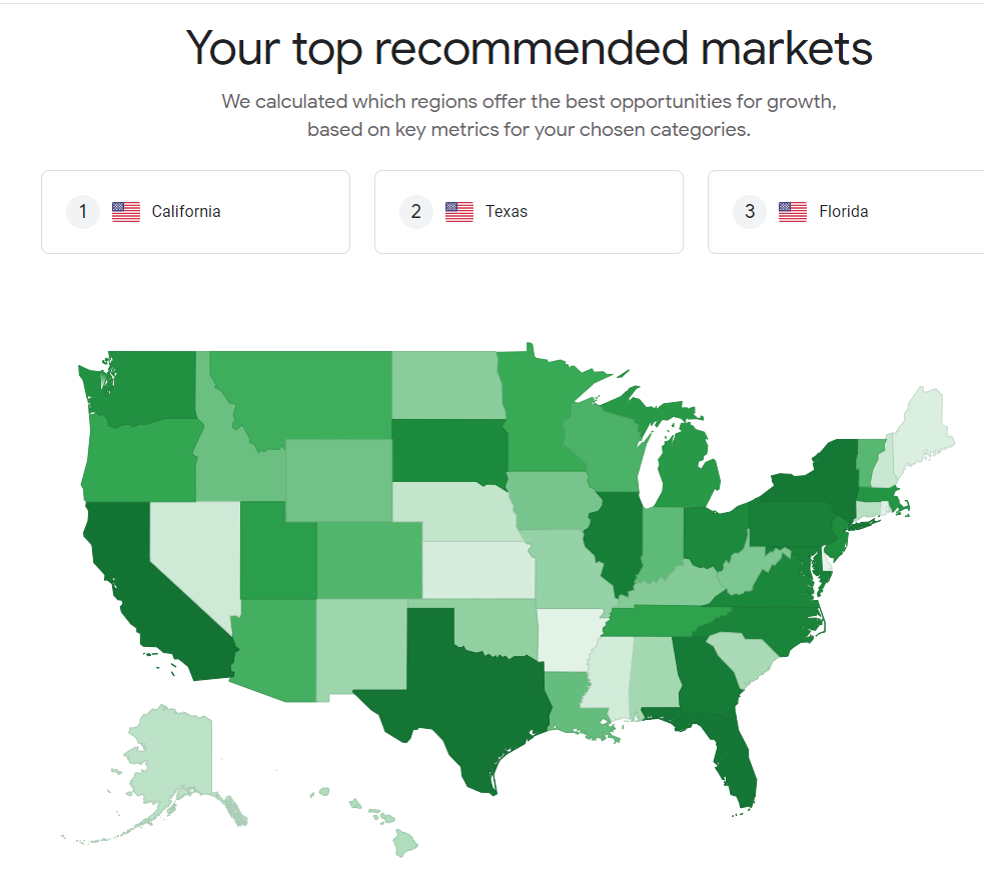 Your top recommended markets
We calculated which regions offer the best opportunities for growth,
based on key metrics for your chosen categories.
1 California
2 Texas
3 Florida